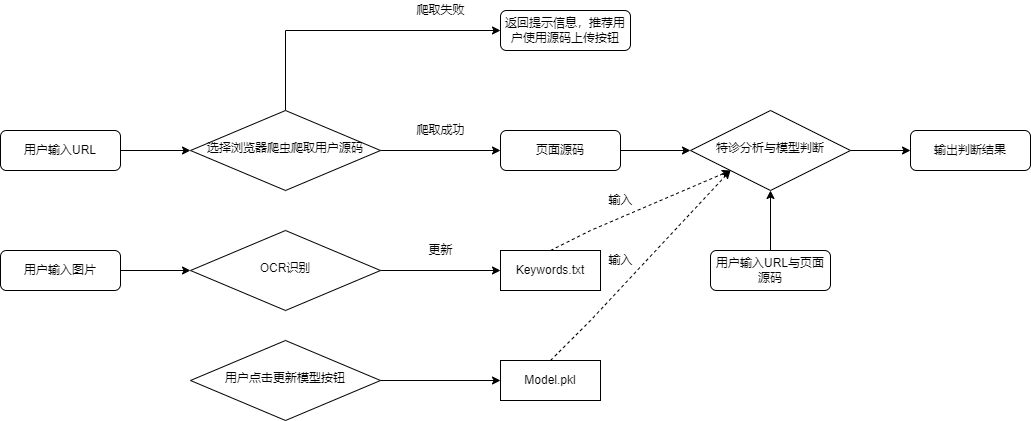 爬取失败
返回提示信息，推荐用
户使用源码上传按钮
用户输入URL
选择浏览器爬虫爬取用户源码
爬取成功
页面源码
特诊分析与模型判断
输出判断结果
输入
用户输入图片
OCR识别
更新
Keywords.txt
输入
用户输入URL与页面
源码
用户点击更新模型按钮
Model.pkl